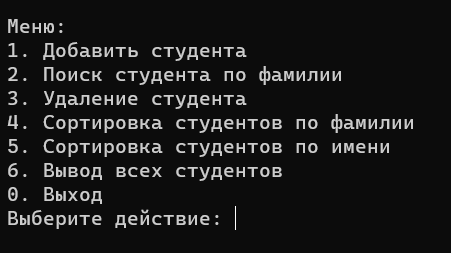 Меню:
1. Добавить студента
2. Поиск студента по фамилии
3. Удаление студента
4. Сортировка студентов по фамилии
5. Сортировка студентов по имени
6. Вывод всех студентов
0. Выход
Выберите действие: